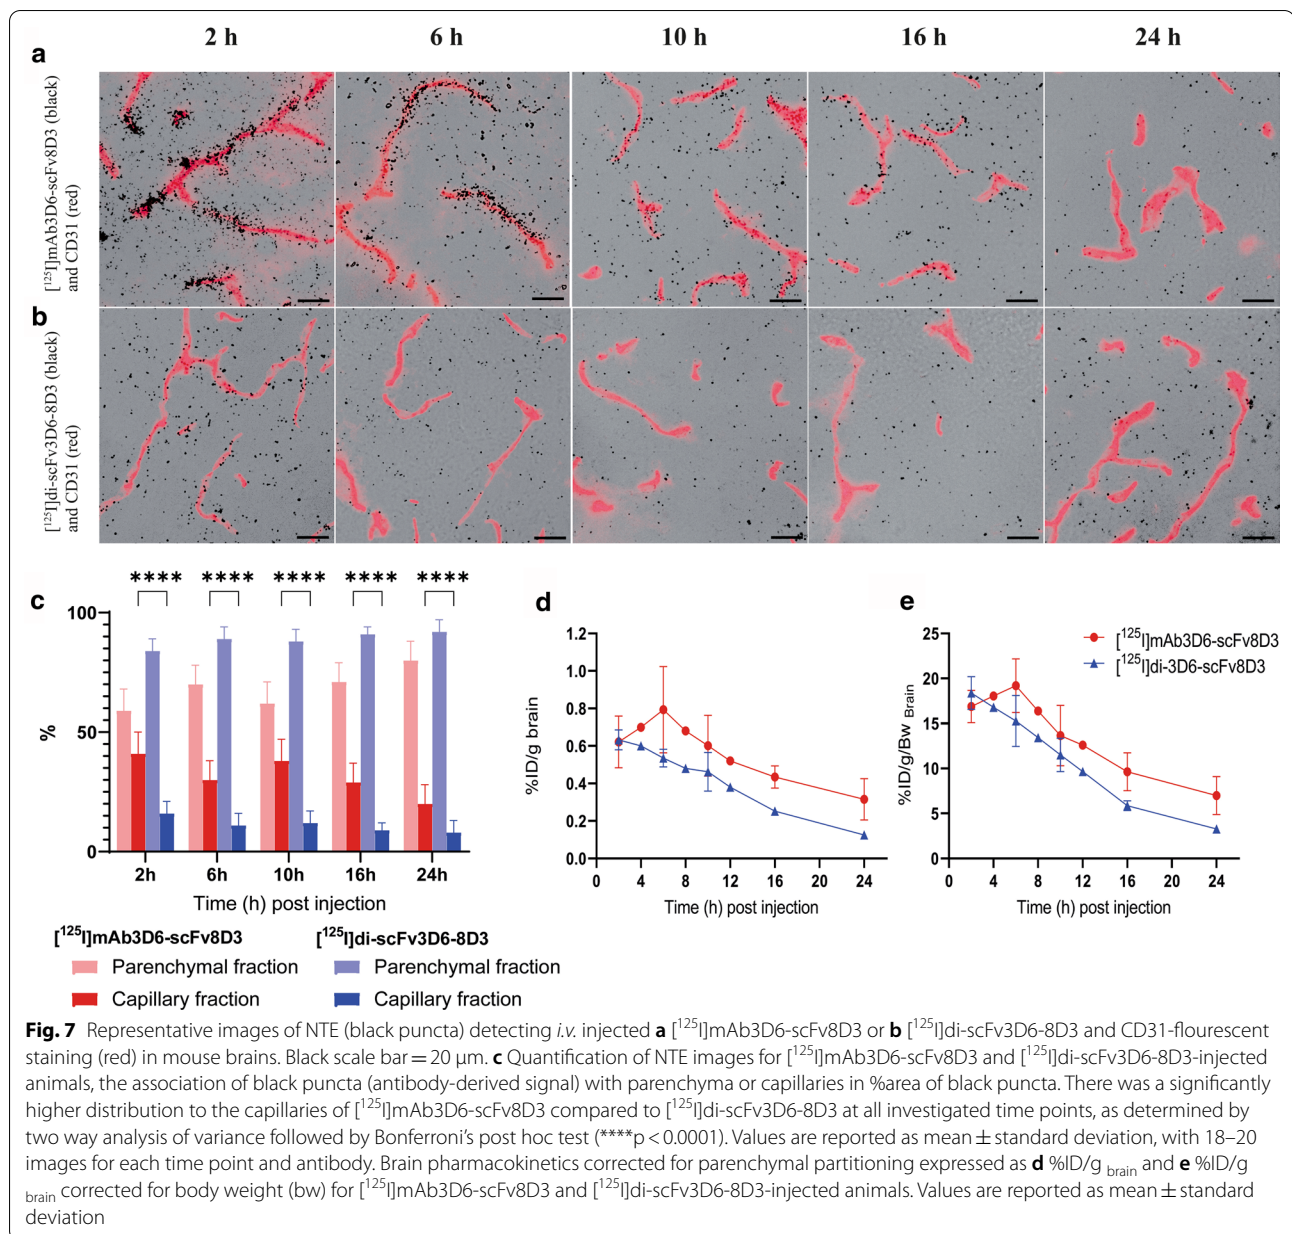 2 h 6 h 10 h 16 h 24 h
a
[¹²⁵I]mAb3D6-scFv8D3 (black)
and CD31 (red)
b
[¹²⁵I]di-scFv3D6-8D3 (black)
and CD31 (red)
c
**** **** **** **** ****
100
50
0
%
2h 6h 10h 16h 24h
Time (h) post injection
[¹²⁵I]mAb3D6-scFv8D3
Parenchymal fraction
Capillary fraction
[¹²⁵I]di-scFv3D6-8D3
Parenchymal fraction
Capillary fraction
d
1.2
1.0
0.8
0.6
0.4
0.2
0.0
%ID/g brain
0 4 8 12 16 20 24
Time (h) post injection
e
25
20
15
10
5
0
%ID/g/Bw Brain
0 4 8 12 16 20 24
Time (h) post injection
[¹²⁵I]mAb3D6-scFv8D3
[¹²⁵I]di-3D6-scFv8D3
Fig. 7 Representative images of NTE (black puncta) detecting i.v. injected a [¹²⁵I]mAb3D6-scFv8D3 or b [¹²⁵I]di-scFv3D6-8D3 and CD31-flourescent
staining (red) in mouse brains. Black scale bar = 20 µm. c Quantification of NTE images for [¹²⁵I]mAb3D6-scFv8D3 and [¹²⁵I]di-scFv3D6-8D3-injected
animals, the association of black puncta (antibody-derived signal) with parenchyma or capillaries in %area of black puncta. There was a significantly
higher distribution to the capillaries of [¹²⁵I]mAb3D6-scFv8D3 compared to [¹²⁵I]di-scFv3D6-8D3 at all investigated time points, as determined by
two way analysis of variance followed by Bonferroni's post hoc test (****p < 0.0001). Values are reported as mean ± standard deviation, with 18–20
images for each time point and antibody. Brain pharmacokinetics corrected for parenchymal partitioning expressed as d %ID/g brain and e %ID/g
brain corrected for body weight (bw) for [¹²⁵I]mAb3D6-scFv8D3 and [¹²⁵I]di-scFv3D6-8D3-injected animals. Values are reported as mean ± standard
deviation